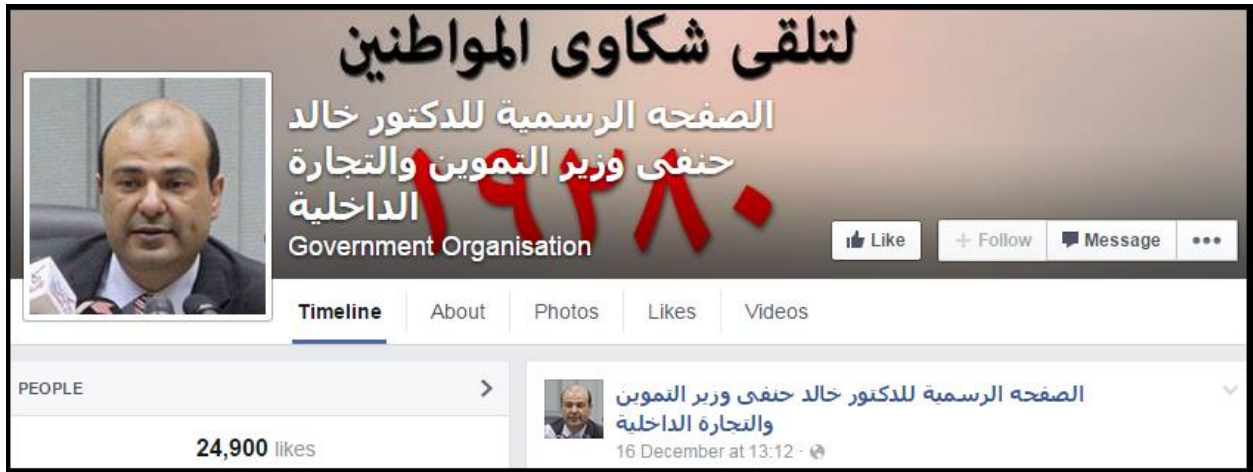 لتلقى شكاوى المواطنين
الصفحه الرسمية للدكتور خالد
حنفى وزير التموين والتجارة
الداخلية
١٩٢٨٠
Government Organisation
Like
+ Follow
Message
Timeline
About
Photos
Likes
Videos
PEOPLE
24,900 likes
الصفحه الرسمية للدكتور خالد حنفى وزير التموين
والتجارة الداخلية
16 December at 13:12